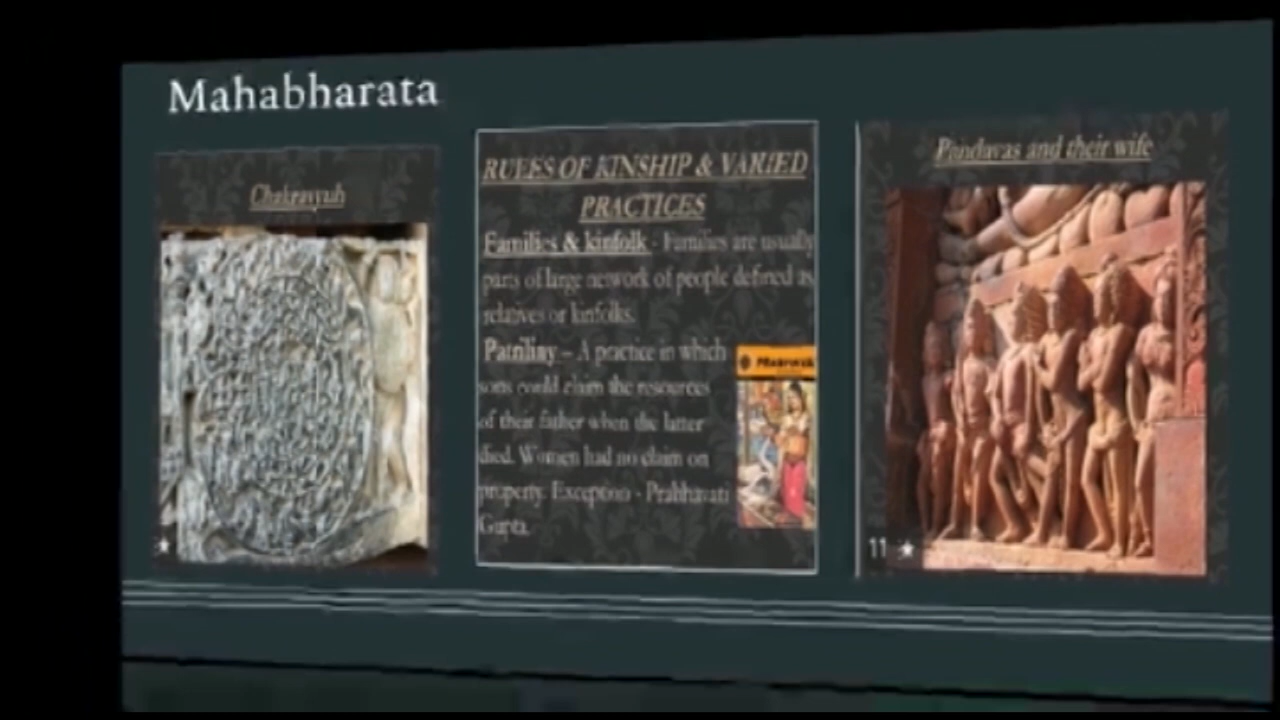 Mahabharata
Chakravyuh
RULES OF KINSHIP & VARIED
PRACTICES
Families & kinfolk - Families are usually
parts of large network of people defined as
relatives or kinfolks.
Patriliny – A practice in which
sons could claim the resources
of their father when the latter
died. Women had no claim on
property. Exception - Prabhavati
Gupta.
Pandavas and their wife
11